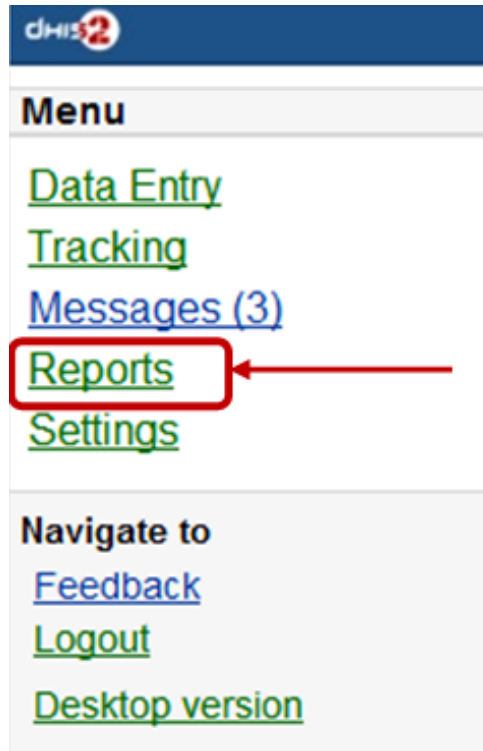 dHIS2
Menu
Data Entry
Tracking
Messages (3)
Reports
Settings
Navigate to
Feedback
Logout
Desktop version